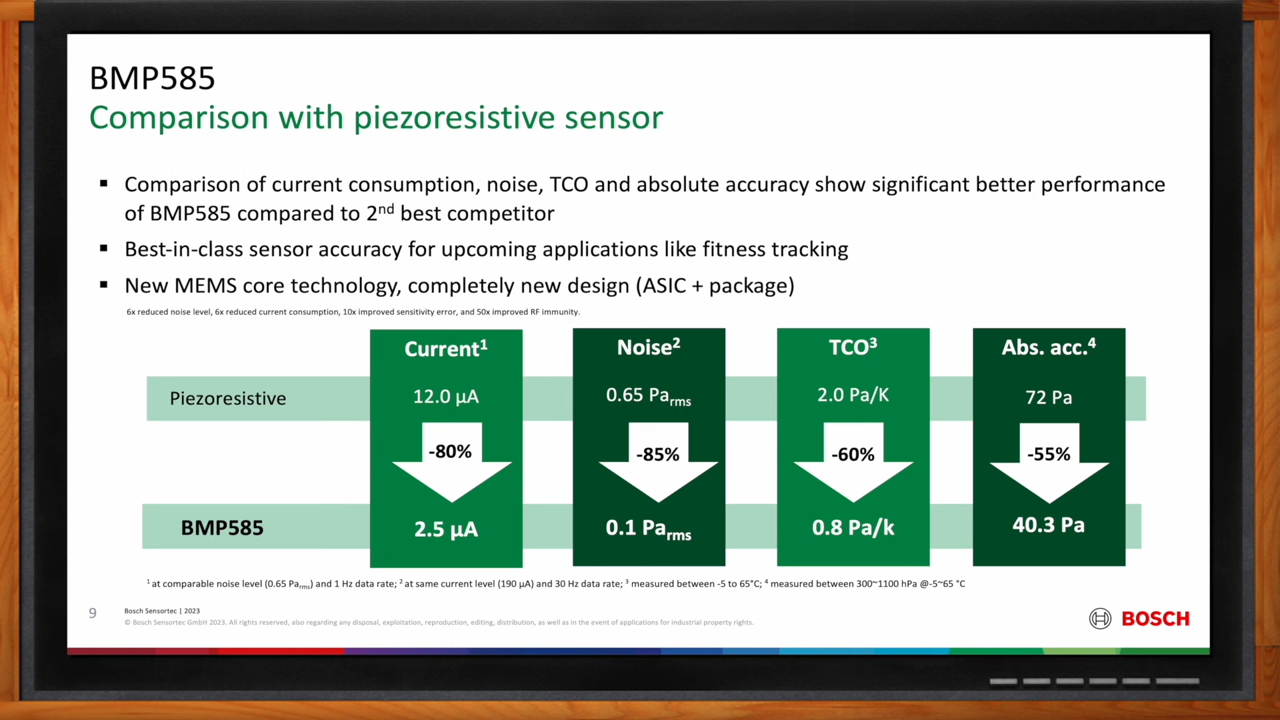 BMP585
Comparison with piezoresistive sensor
▪ Comparison of current consumption, noise, TCO and absolute accuracy show significant better performance
of BMP585 compared to 2nd best competitor
▪ Best-in-class sensor accuracy for upcoming applications like fitness tracking
▪ New MEMS core technology, completely new design (ASIC + package)
6x reduced noise level, 6x reduced current consumption, 10x improved sensitivity error, and 50x improved RF immunity.
Current1 Noise2 TCO3 Abs. acc.4
Piezoresistive 12.0 µA 0.65 Parms 2.0 Pa/K 72 Pa
-80% -85% -60% -55%
BMP585 2.5 µA 0.1 Parms 0.8 Pa/k 40.3 Pa
1 at comparable noise level (0.65 Parms) and 1 Hz data rate; 2 at same current level (190 µA) and 30 Hz data rate; 3 measured between -5 to 65°C; 4 measured between 300~1100 hPa @-5~65 °C
9 Bosch Sensortec | 2023
© Bosch Sensortec GmbH 2023. All rights reserved, also regarding any disposal, exploitation, reproduction, editing, distribution, as well as in the event of applications for industrial property rights.
BOSCH